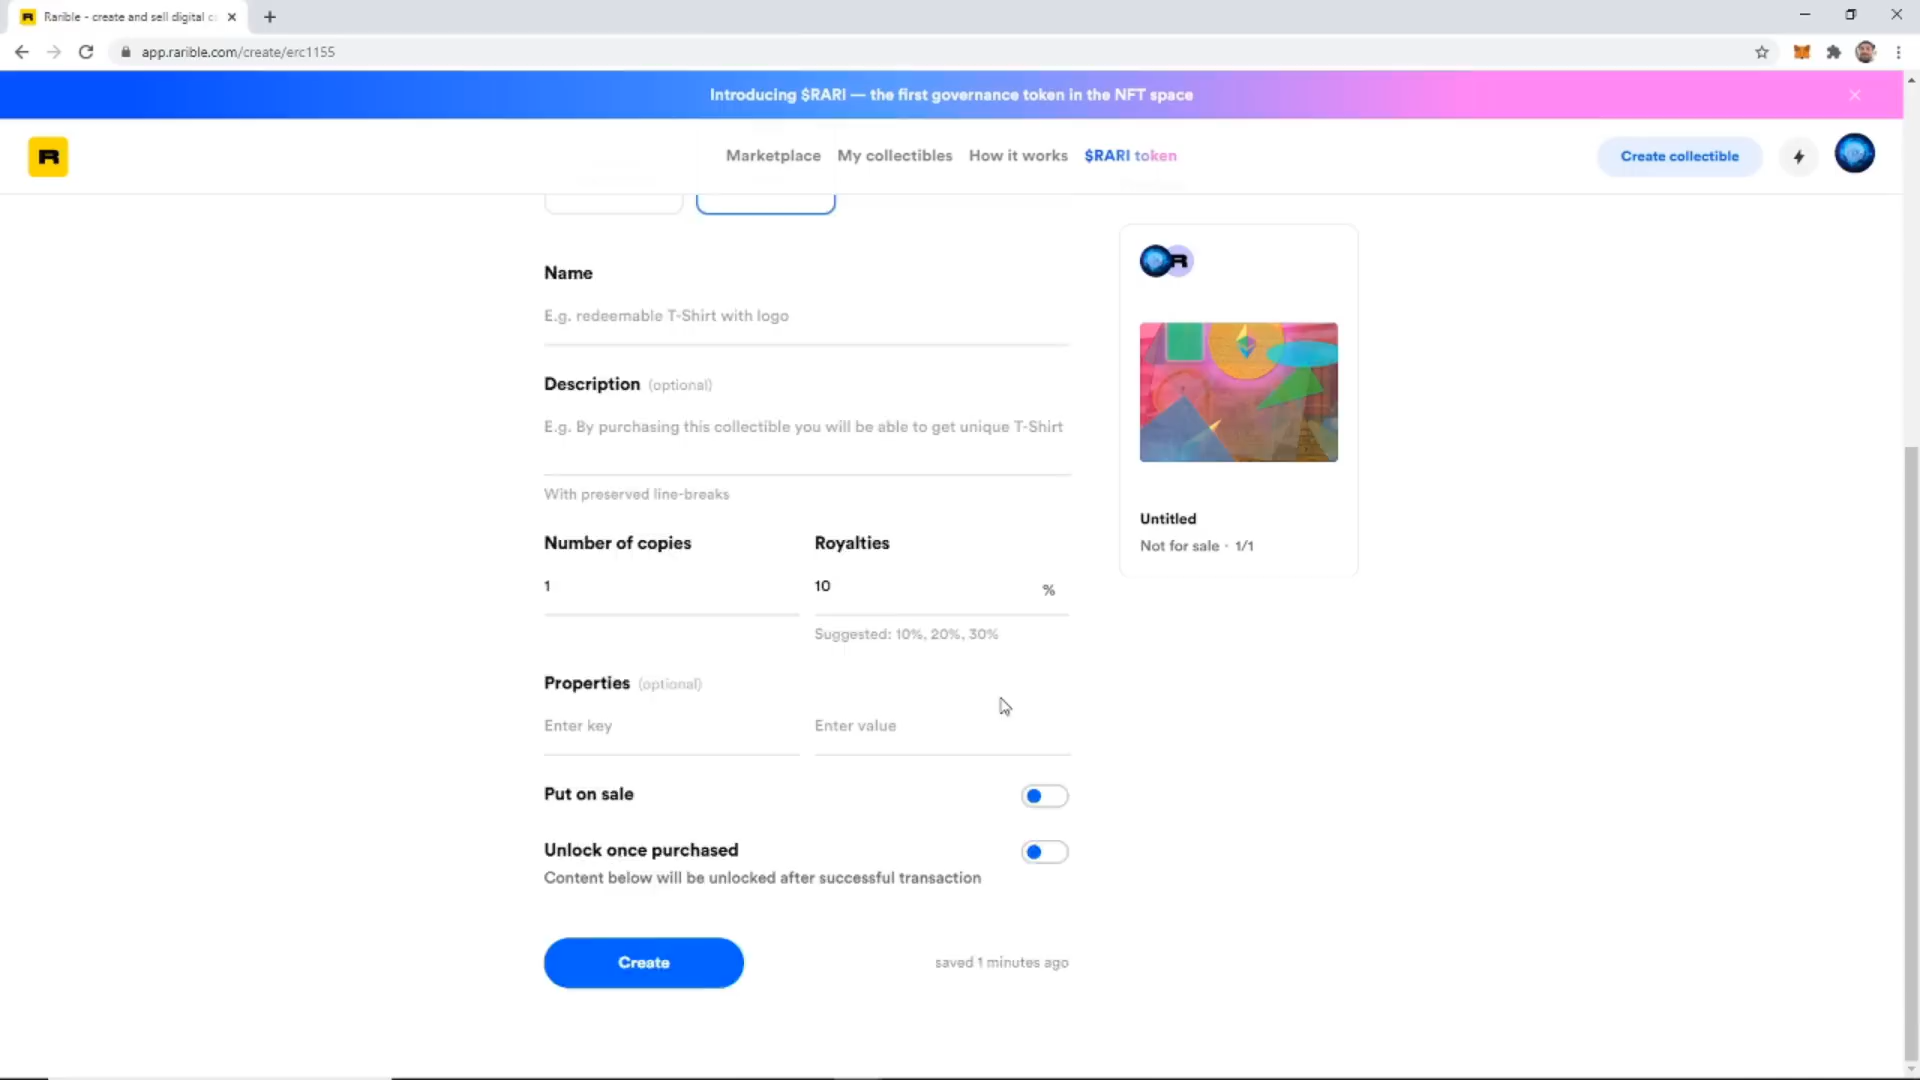 Rarible - create and sell digital c
app.rarible.com/create/erc1155
Introducing $RARI — the first governance token in the NFT space
R
Marketplace
My collectibles
How it works
$RARI token
Create collectible
Name
E.g. redeemable T-Shirt with logo
Description (optional)
E.g. By purchasing this collectible you will be able to get unique T-Shirt
With preserved line-breaks
Number of copies
Royalties
1
10
%
Suggested: 10%, 20%, 30%
Properties (optional)
Enter key
Enter value
Put on sale
Unlock once purchased
Content below will be unlocked after successful transaction
Create
saved 1 minutes ago
R
Untitled
Not for sale · 1/1